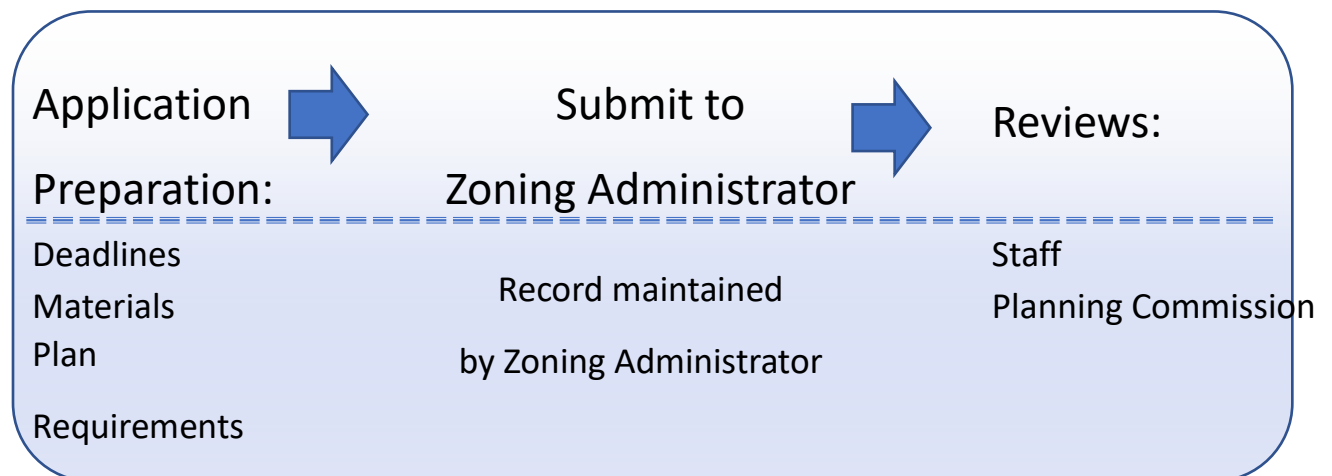 Application
Preparation:
Submit to
Zoning Administrator
Reviews:
Deadlines
Materials
Plan
Requirements
Record maintained
by Zoning Administrator
Staff
Planning Commission